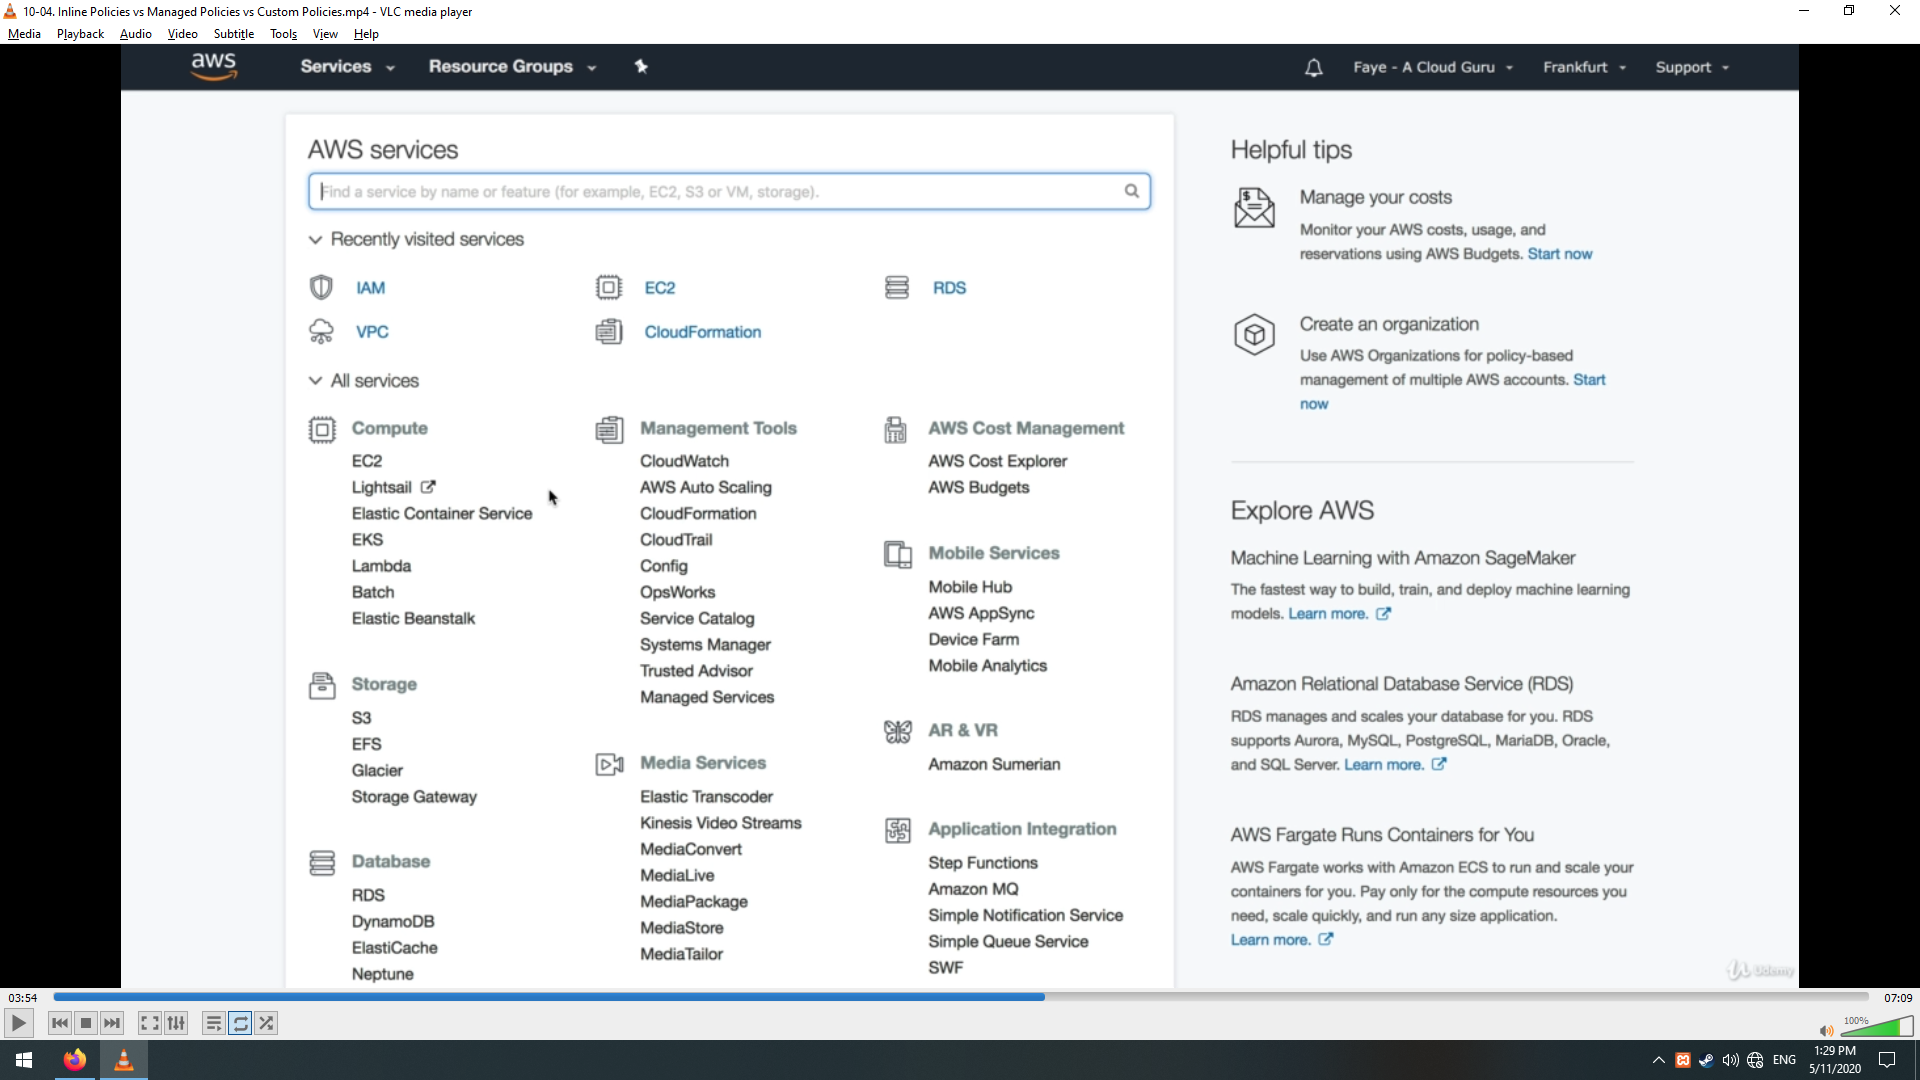 10-04. Inline Policies vs Managed Policies vs Custom Policies.mp4 - VLC media player
Media Playback Audio Video Subtitle Tools View Help
aws Services Resource Groups Faye - A Cloud Guru Frankfurt Support
AWS services
Find a service by name or feature (for example, EC2, S3 or VM, storage).
Recently visited services
IAM EC2 RDS
VPC CloudFormation
All services
Compute
EC2
Lightsail
Elastic Container Service
EKS
Lambda
Batch
Elastic Beanstalk
Storage
S3
EFS
Glacier
Storage Gateway
Database
RDS
DynamoDB
ElastiCache
Neptune
Management Tools
CloudWatch
AWS Auto Scaling
CloudFormation
CloudTrail
Config
OpsWorks
Service Catalog
Systems Manager
Trusted Advisor
Managed Services
Media Services
Elastic Transcoder
Kinesis Video Streams
MediaConvert
MediaLive
MediaPackage
MediaStore
MediaTailor
AWS Cost Management
AWS Cost Explorer
AWS Budgets
Mobile Services
Mobile Hub
AWS AppSync
Device Farm
Mobile Analytics
AR & VR
Amazon Sumerian
Application Integration
Step Functions
Amazon MQ
Simple Notification Service
Simple Queue Service
SWF
Helpful tips
Manage your costs
Monitor your AWS costs, usage, and
reservations using AWS Budgets. Start now
Create an organization
Use AWS Organizations for policy-based
management of multiple AWS accounts. Start
now
Explore AWS
Machine Learning with Amazon SageMaker
The fastest way to build, train, and deploy machine learning
models. Learn more.
Amazon Relational Database Service (RDS)
RDS manages and scales your database for you. RDS
supports Aurora, MySQL, PostgreSQL, MariaDB, Oracle,
and SQL Server. Learn more.
AWS Fargate Runs Containers for You
AWS Fargate works with Amazon ECS to run and scale your
containers for you. Pay only for the compute resources you
need, scale quickly, and run any size application.
Learn more.
Udemy
03:54 07:09
100%
ENG
1:29 PM
5/11/2020